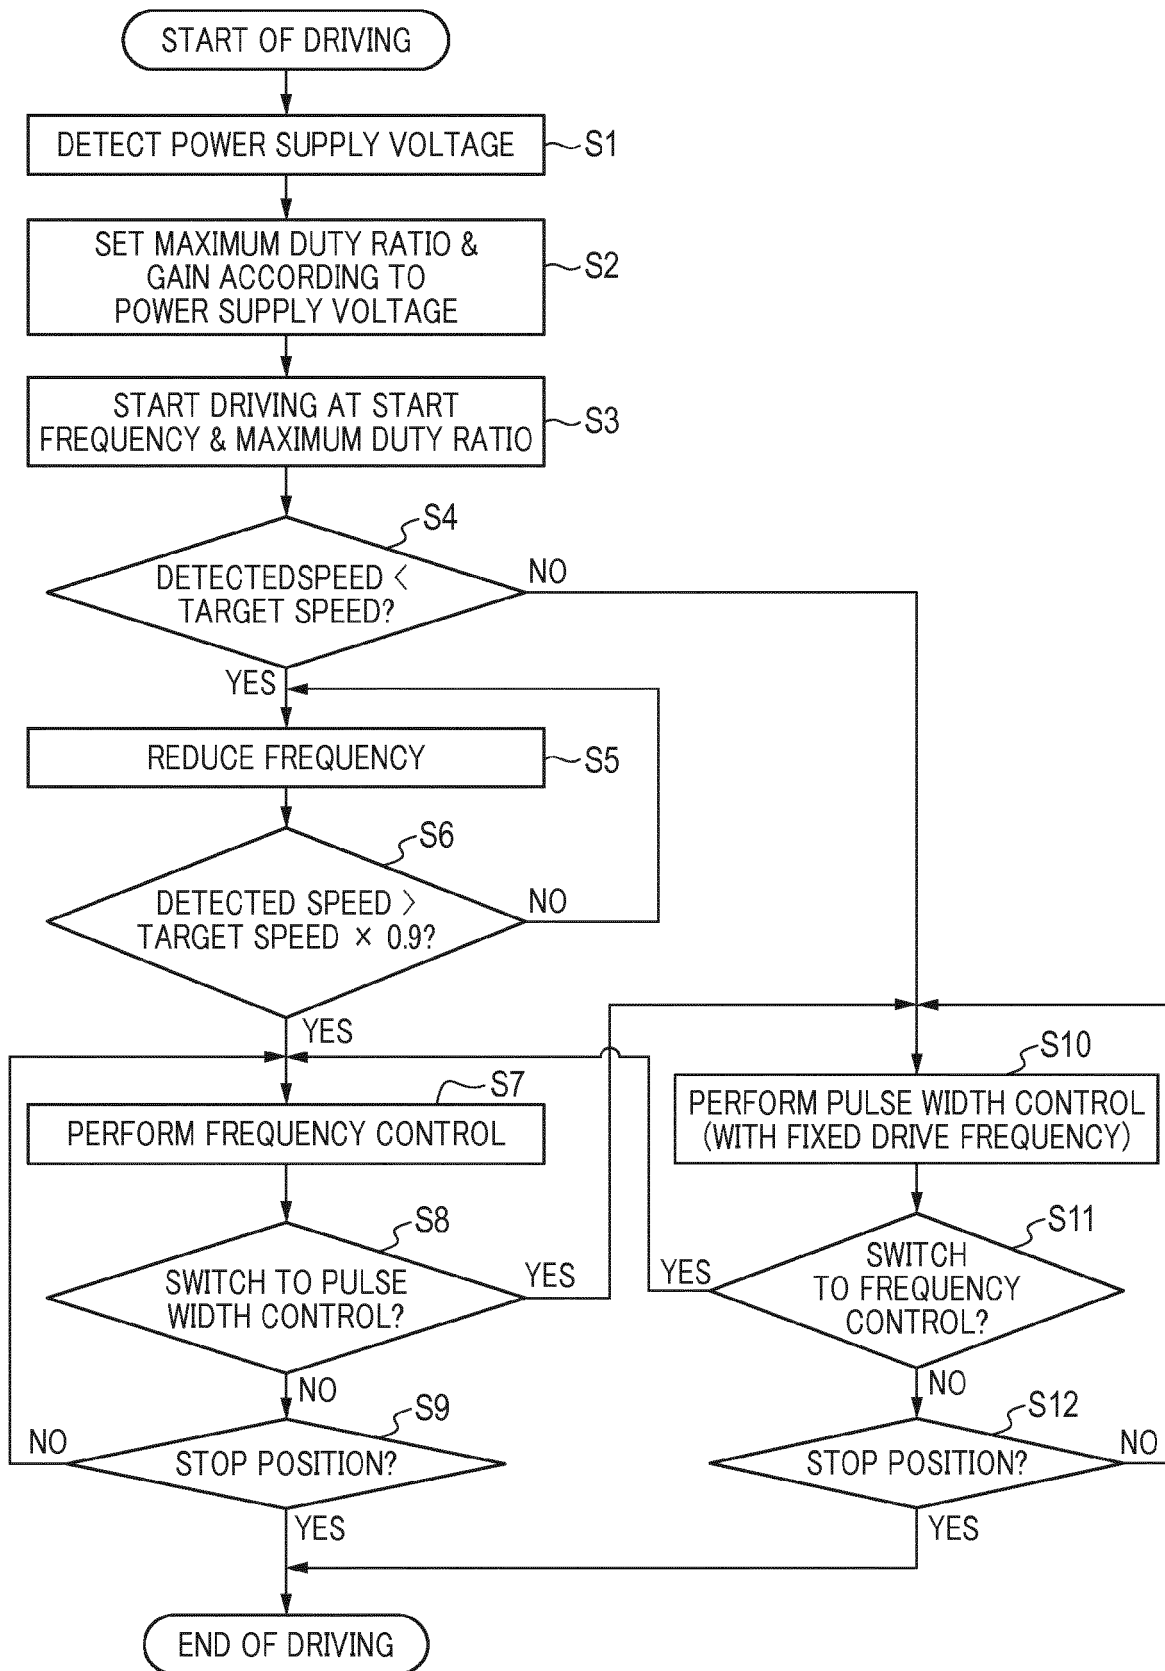 START OF DRIVING
DETECT POWER SUPPLY VOLTAGE
S1
SET MAXIMUM DUTY RATIO &
GAIN ACCORDING TO
POWER SUPPLY VOLTAGE
S2
START DRIVING AT START
FREQUENCY & MAXIMUM DUTY RATIO
S3
S4
DETECTEDSPEED <
TARGET SPEED?
NO
YES
REDUCE FREQUENCY
S5
S6
DETECTED SPEED >
TARGET SPEED × 0.9?
NO
YES
S7
PERFORM FREQUENCY CONTROL
S8
SWITCH TO PULSE
WIDTH CONTROL?
YES
NO
S9
STOP POSITION?
NO
YES
S10
PERFORM PULSE WIDTH CONTROL
(WITH FIXED DRIVE FREQUENCY)
S11
SWITCH
TO FREQUENCY
CONTROL?
YES
NO
S12
STOP POSITION?
NO
YES
END OF DRIVING